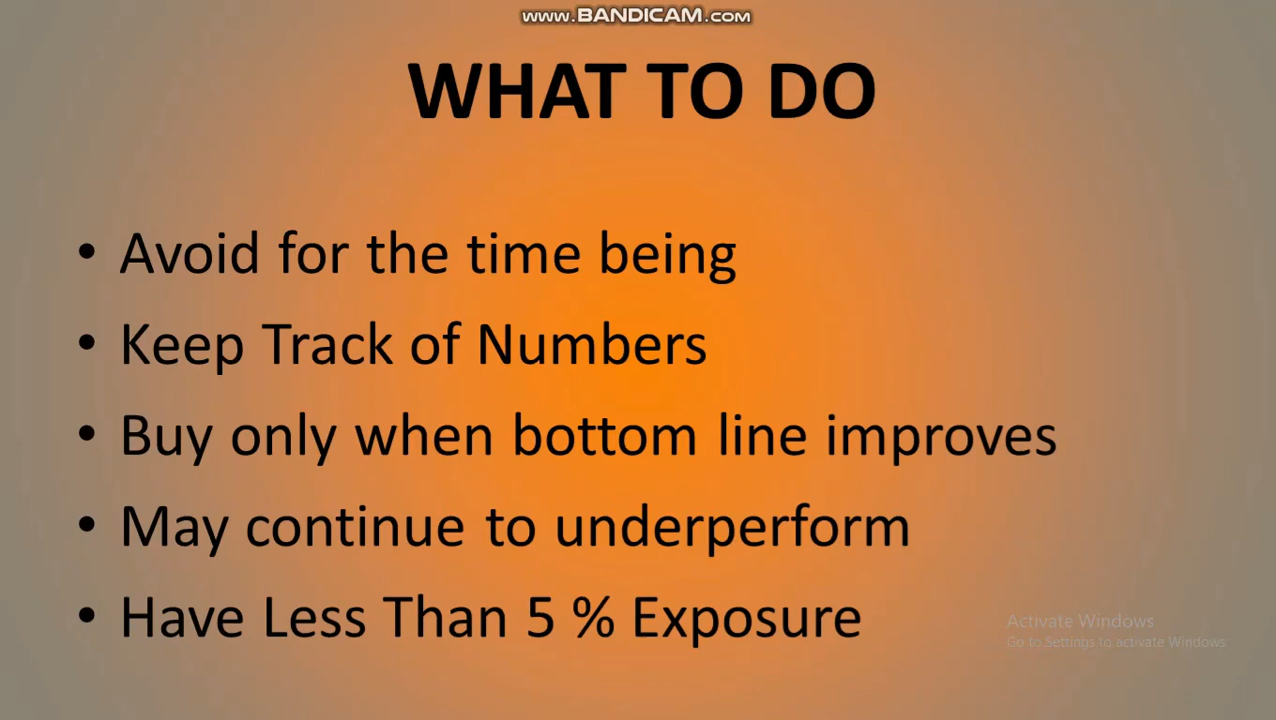 www.BANDICAM.com
WHAT TO DO
• Avoid for the time being
• Keep Track of Numbers
• Buy only when bottom line improves
• May continue to underperform
• Have Less Than 5 % Exposure
Activate Windows
Go to Settings to activate Windows.